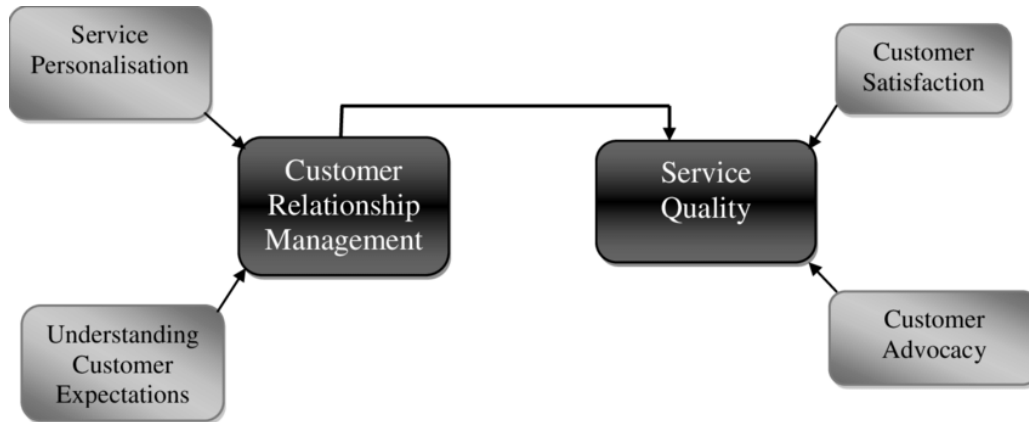 Service
Personalisation
Customer
Satisfaction
Customer
Relationship
Management
Service
Quality
Understanding
Customer
Expectations
Customer
Advocacy